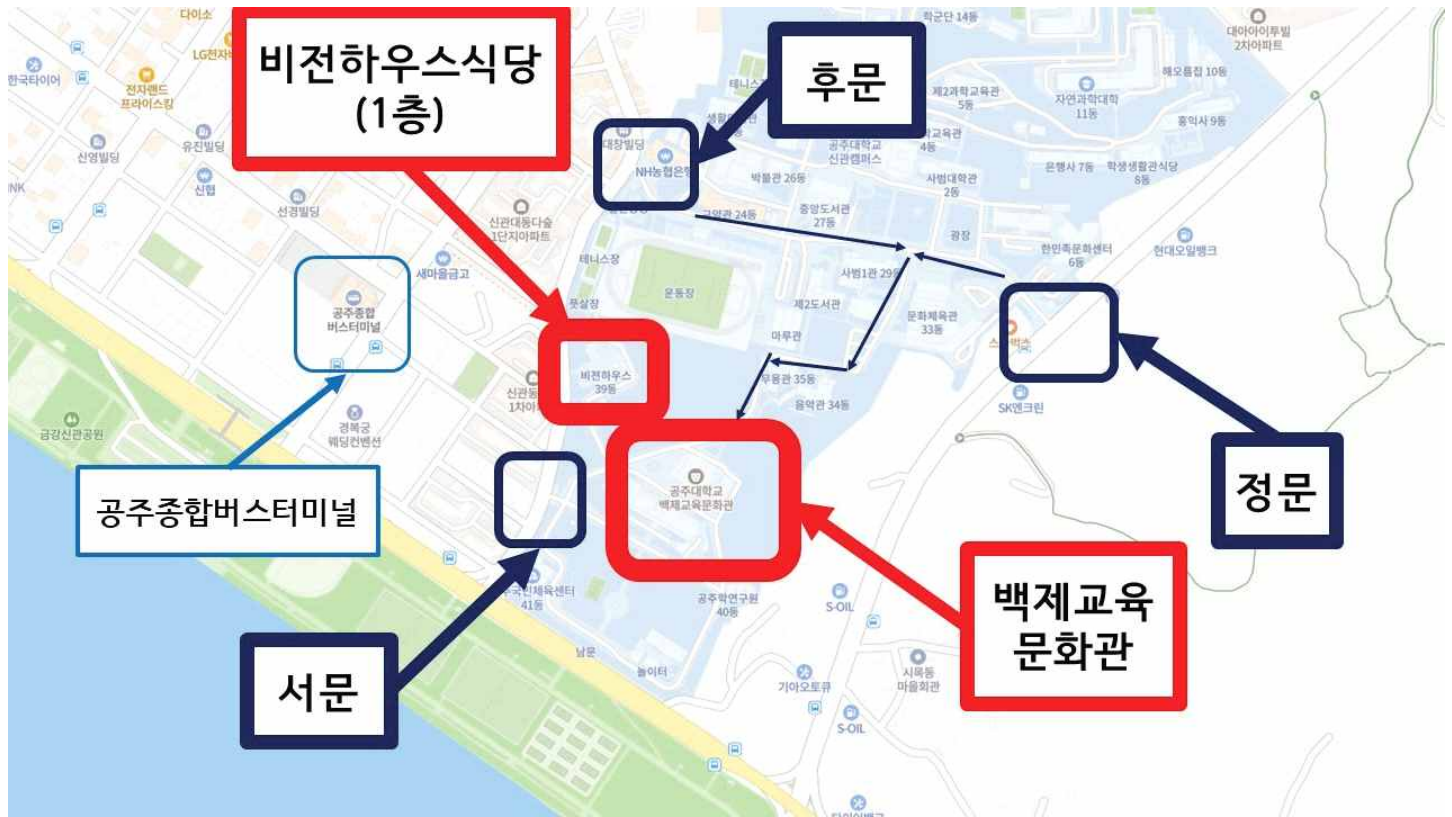 다이소
LG전자
한국타이어
전자랜드
프라이스킹
신영빌딩
유진빌딩
신협
선경빌딩
비전하우스식당
(1층)
후문
학군단 14동
대아아이투빌
2차아파트
해오름집 10동
제2과학교육관
5동
자연과학대학
11동
홍익사 9동
대창빌딩
NH농협은행
공주대학교
신관캠퍼스
4동
박물관 26동
사범대학관
2동
은행사 7동
학생생활관식당
8동
신관대동다숲
1단지아파트
24동
중앙도서관
27동
광장
한민족문화센터
6동
현대오일뱅크
새마을금고
테니스장
사범1관 29동
풋살장
운동장
제2도서관
문화체육관
33동
공주종합
버스터미널
마루관
비전하우스
39동
무용관 35동
음악관 34동
SK엔크린
금강신관공원
경복궁
웨딩컨벤션
공주종합버스터미널
공주대학교
백제교육문화관
정문
백제교육
문화관
41동
공주학연구원
40동
S-OIL
서문
남문
놀이터
기아오토큐
시목동
마을회관
S-OIL